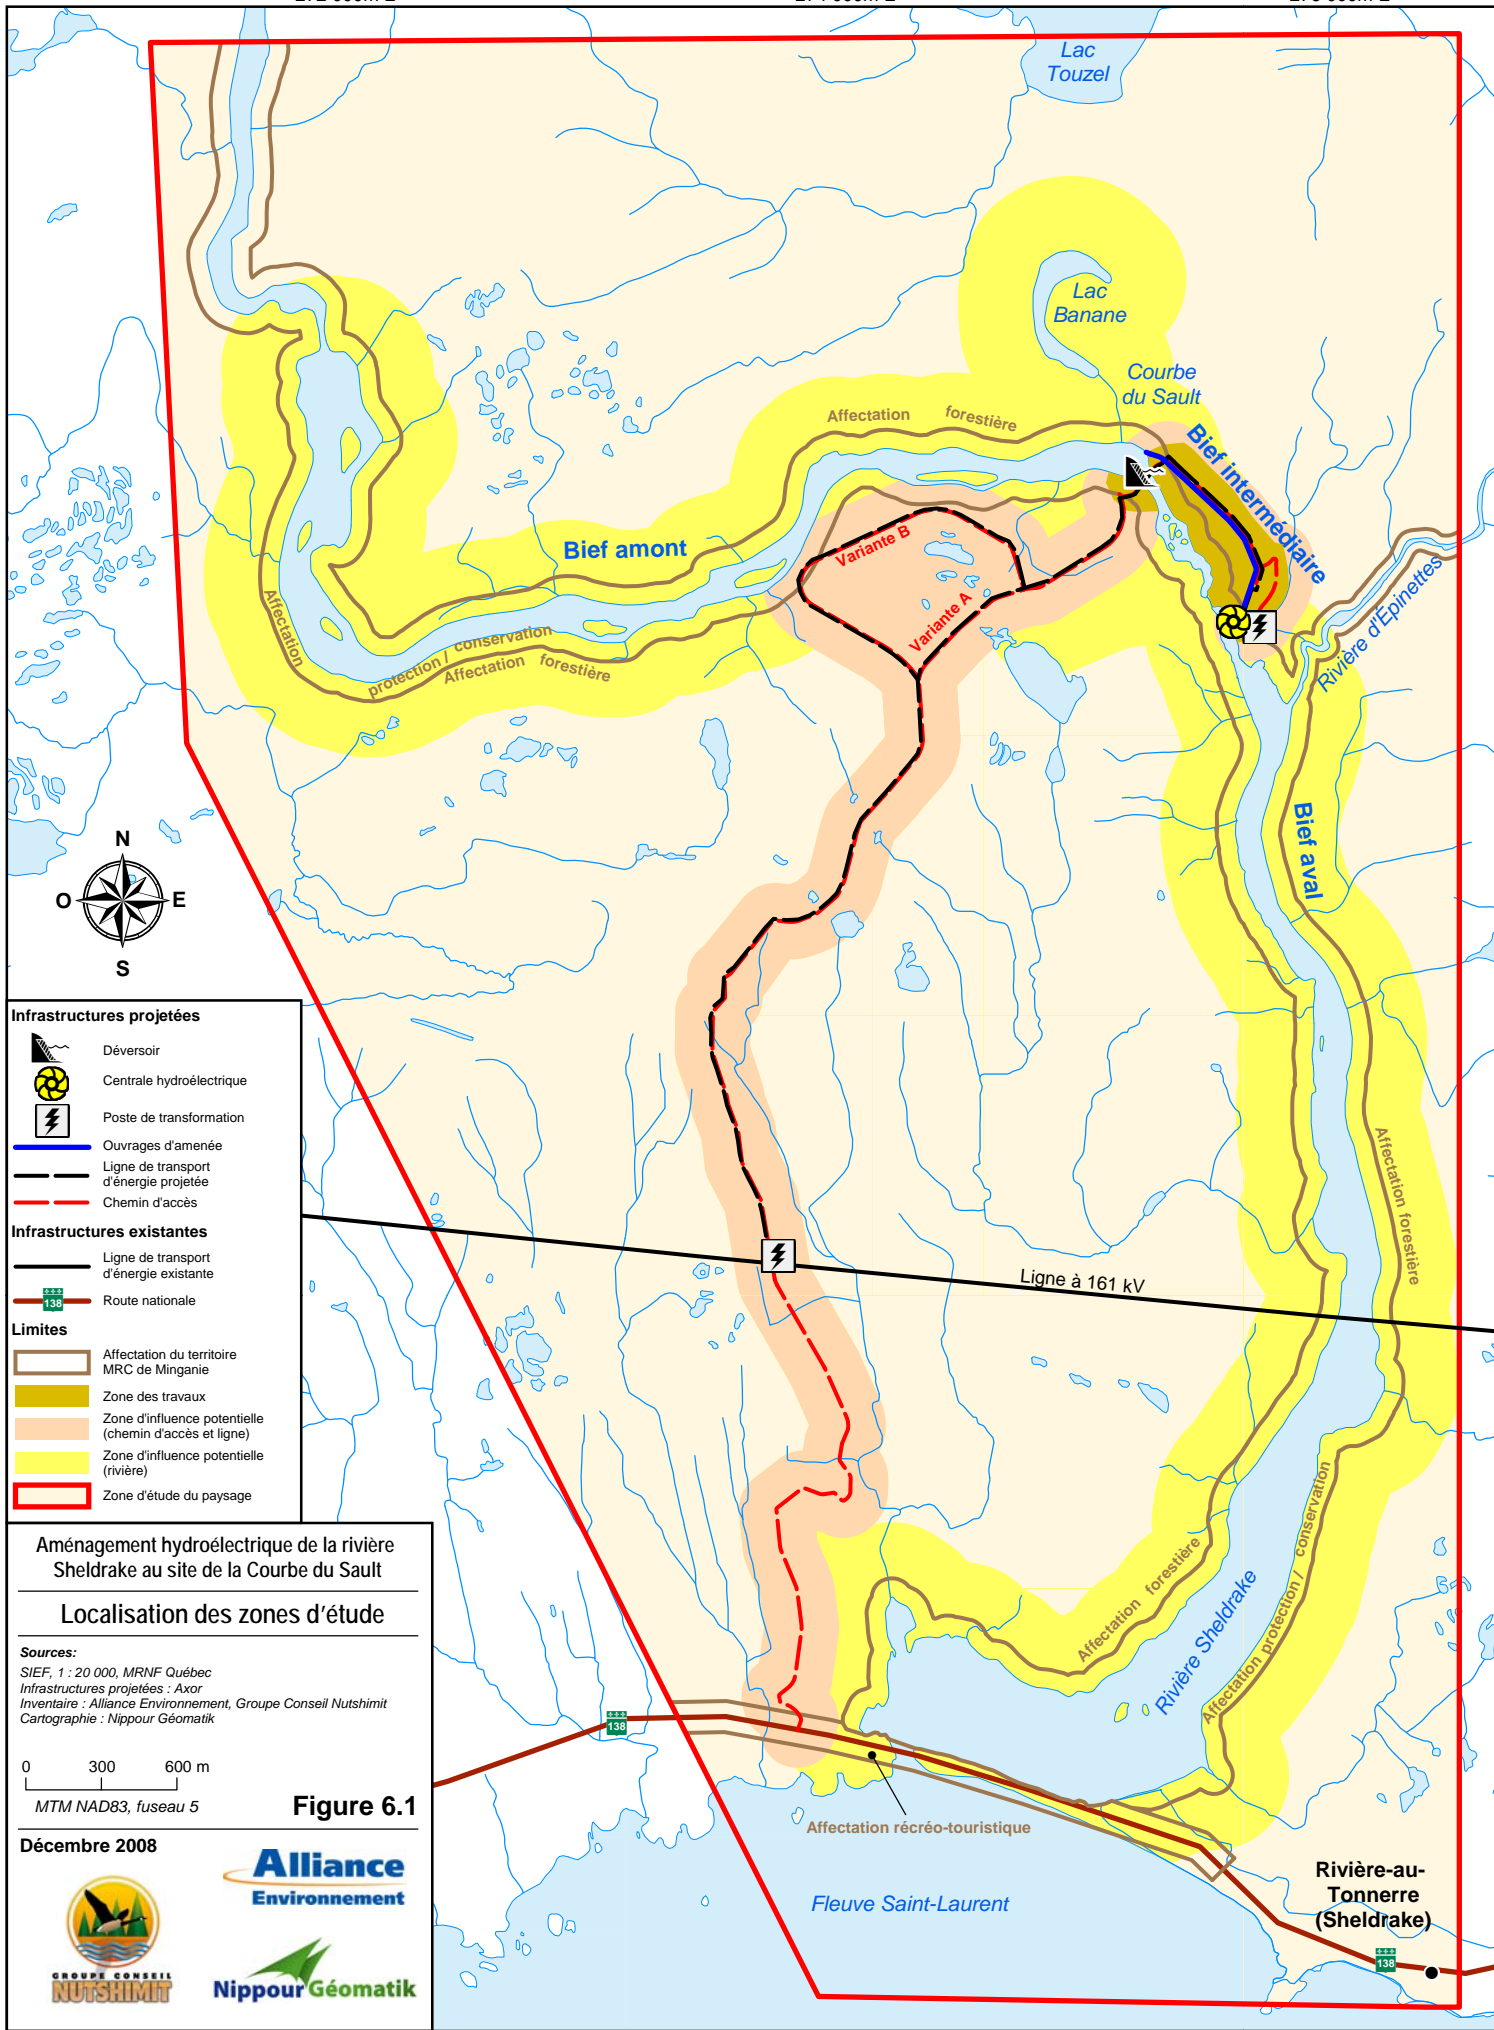 Lac
Touzel
Lac
Banane
Courbe
du Sault
Affectation forestière
Bief intermédiaire
Bief amont
Variante B
Variante A
Rivière d'Épinettes
Affectation
protection / conservation
Affectation forestière
Bief aval
N
O
E
S
Infrastructures projetées
Déversoir
Centrale hydroélectrique
Poste de transformation
Ouvrages d'amenée
Ligne de transport
d'énergie projetée
Chemin d'accès
Infrastructures existantes
Ligne de transport
d'énergie existante
138
Route nationale
Limites
Affectation du territoire
MRC de Minganie
Zone des travaux
Zone d'influence potentielle
(chemin d'accès et ligne)
Zone d'influence potentielle
(rivière)
Zone d'étude du paysage
Affectation forestière
Ligne à 161 kV
Affectation forestière
Rivière Sheldrake
Affectation protection / conservation
138
Affectation récréo-touristique
Fleuve Saint-Laurent
Rivière-au-
Tonnerre
(Sheldrake)
138
Aménagement hydroélectrique de la rivière
Sheldrake au site de la Courbe du Sault
Localisation des zones d'étude
Sources:
SIEF, 1 : 20 000, MRNF Québec
Infrastructures projetées : Axor
Inventaire : Alliance Environnement, Groupe Conseil Nutshimit
Cartographie : Nippour Géomatik
0 300 600 m
MTM NAD83, fuseau 5
Figure 6.1
Décembre 2008
Alliance
Environnement
GROUPE CONSEIL
NUTSHIMIT
NippourGéomatik